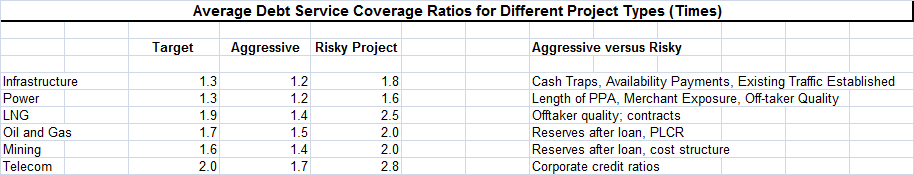 Average Debt Service Coverage Ratios for Different Project Types (Times)
Target Aggressive Risky Project Aggressive versus Risky
Infrastructure 1.3 1.2 1.8 Cash Traps, Availability Payments, Existing Traffic Established
Power 1.3 1.2 1.6 Length of PPA, Merchant Exposure, Off-taker Quality
LNG 1.9 1.4 2.5 Offtaker quality; contracts
Oil and Gas 1.7 1.5 2.0 Reserves after loan, PLCR
Mining 1.6 1.4 2.0 Reserves after loan, cost structure
Telecom 2.0 1.7 2.8 Corporate credit ratios